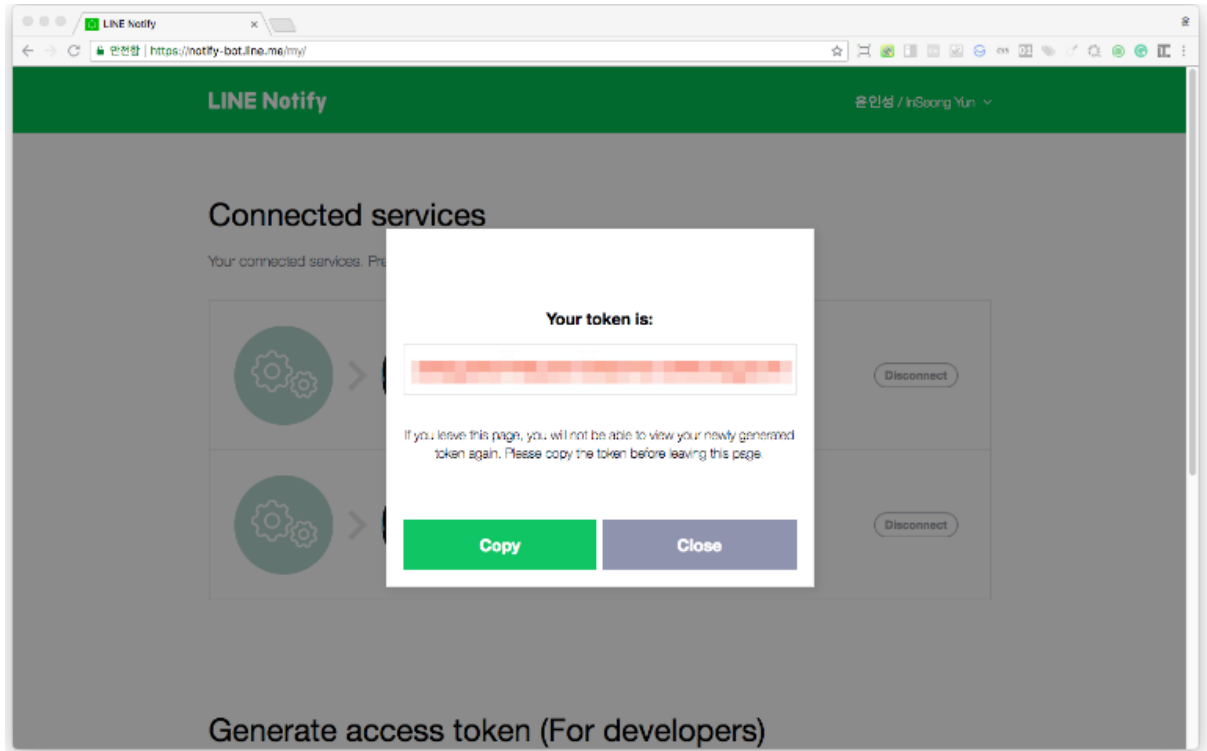 LINE Notify
안전함 | https://notify-bot.line.me/my/
LINE Notify
윤인성 / InSeong Yun
Connected services
Your connected services. Pre
Your token is:
Disconnect
If you leave this page, you will not be able to view your newly generated
token again. Please copy the token before leaving this page.
Copy
Close
Disconnect
Generate access token (For developers)